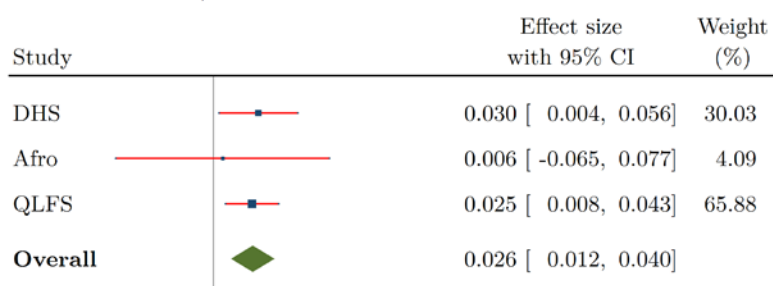 Effect size Weight
Study with 95% CI (%)
DHS 0.030 [ 0.004, 0.056] 30.03
Afro 0.006 [ -0.065, 0.077] 4.09
QLFS 0.025 [ 0.008, 0.043] 65.88
Overall 0.026 [ 0.012, 0.040]